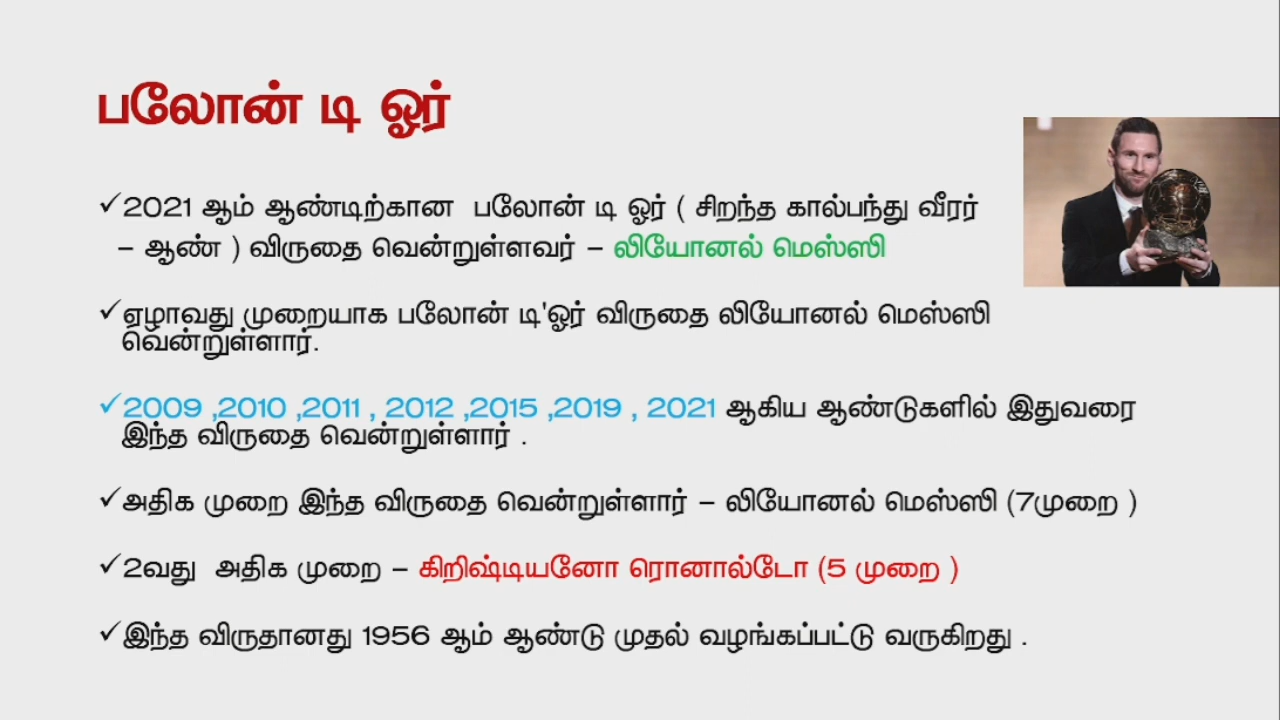 பலோன் டி ஓர்
✓2021 ஆம் ஆண்டிற்கான பலோன் டி ஓர் ( சிறந்த கால்பந்து வீரர்
– ஆண் ) விருதை வென்றுள்ளவர் – லியோனல் மெஸ்ஸி
✓ஏழாவது முறையாக பலோன் டி'ஓர் விருதை லியோனல் மெஸ்ஸி
வென்றுள்ளார்.
✓2009 ,2010 ,2011 , 2012 ,2015 ,2019 , 2021 ஆகிய ஆண்டுகளில் இதுவரை
இந்த விருதை வென்றுள்ளார் .
✓அதிக முறை இந்த விருதை வென்றுள்ளார் – லியோனல் மெஸ்ஸி (7முறை )
✓2வது அதிக முறை – கிறிஷ்டியனோ ரொனால்டோ (5 முறை )
✓இந்த விருதானது 1956 ஆம் ஆண்டு முதல் வழங்கப்பட்டு வருகிறது .